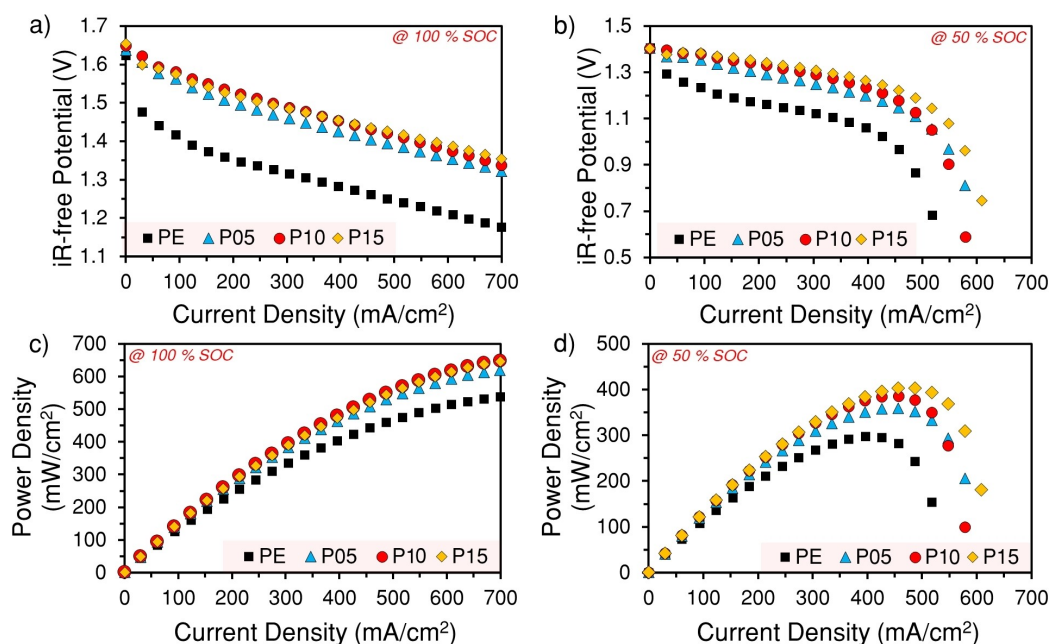 a)
@ 100 % SOC
iR-free Potential (V)
1.7
1.6
1.5
1.4
1.3
1.2
1.1
PE P05 P10 P15
0 100 200 300 400 500 600 700
Current Density (mA/cm²)
b)
@ 50 % SOC
iR-free Potential (V)
1.5
1.3
1.1
0.9
0.7
0.5
PE P05 P10 P15
0 100 200 300 400 500 600 700
Current Density (mA/cm²)
c)
@ 100 % SOC
Power Density
(mW/cm²)
700
600
500
400
300
200
100
0
PE P05 P10 P15
0 100 200 300 400 500 600 700
Current Density (mA/cm²)
d)
@ 50 % SOC
Power Density
(mW/cm²)
500
400
300
200
100
0
PE P05 P10 P15
0 100 200 300 400 500 600 700
Current Density (mA/cm²)